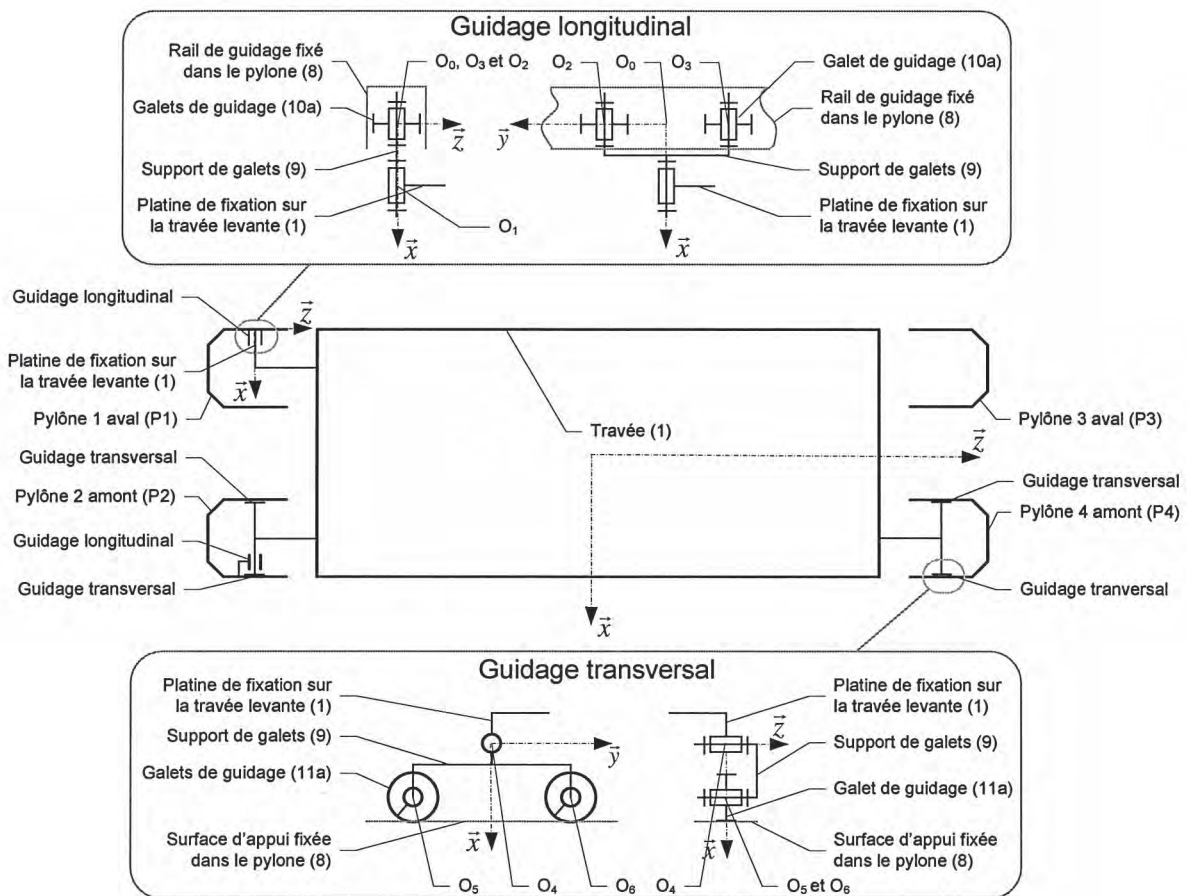 Guidage longitudinal
Rail de guidage fixé
dans le pylone (8)
O₀, O₃ et O₂
O₂
O₀
O₃
Galet de guidage (10a)
Galets de guidage (10a)
z
y
Rail de guidage fixé
dans le pylone (8)
Support de galets (9)
Support de galets (9)
Platine de fixation sur
la travée levante (1)
O₁
x
x
Platine de fixation sur
la travée levante (1)
Guidage longitudinal
z
Platine de fixation sur
la travée levante (1)
x
Pylône 1 aval (P1)
Travée (1)
Pylône 3 aval (P3)
Guidage transversal
z
Guidage transversal
Pylône 2 amont (P2)
Pylône 4 amont (P4)
Guidage longitudinal
Guidage transversal
Guidage tranversal
x
Guidage transversal
Platine de fixation sur
la travée levante (1)
Platine de fixation sur
la travée levante (1)
Support de galets (9)
y
z
Support de galets (9)
Galets de guidage (11a)
Galet de guidage (11a)
Surface d'appui fixée
dans le pylone (8)
x
x
Surface d'appui fixée
dans le pylone (8)
O₅
O₄
O₆
O₄
O₅ et O₆